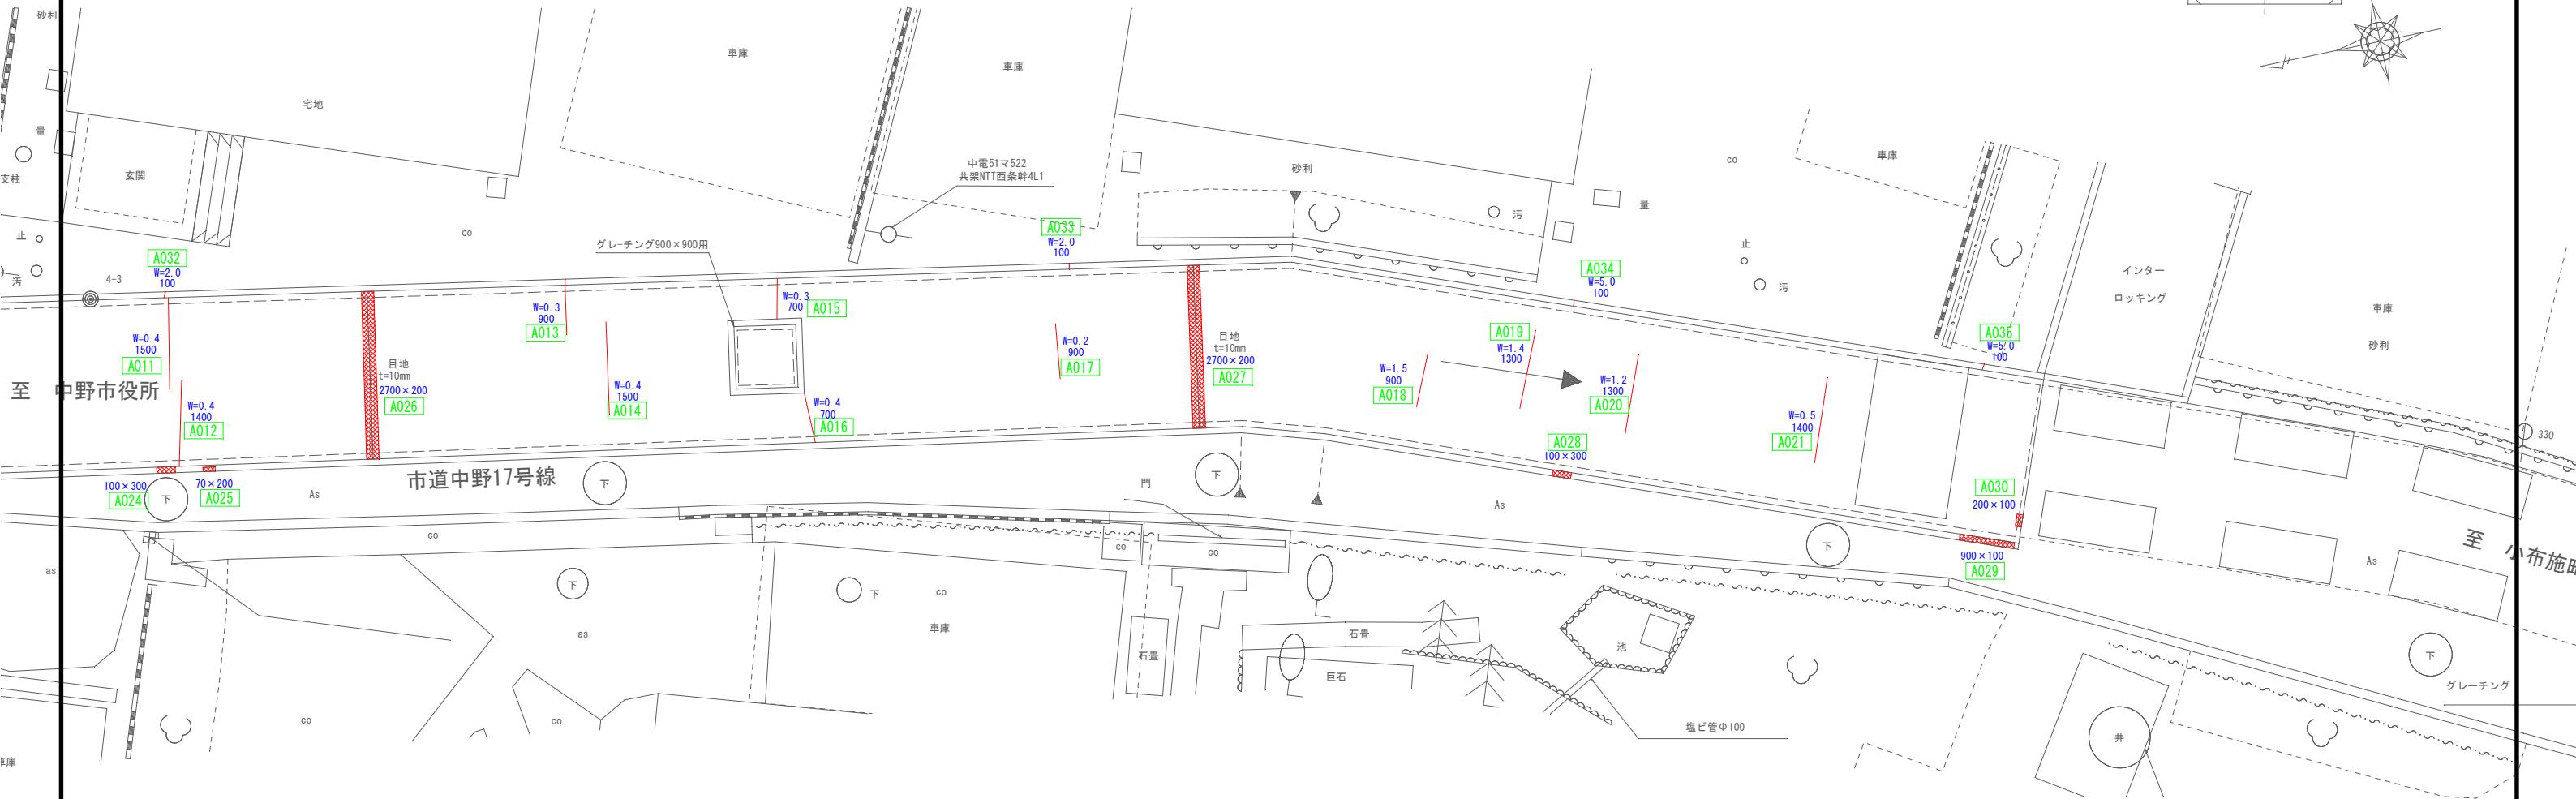 砂利
車庫
車庫
宅地
co
車庫
量
中電51マ522
共架NTT西条幹4L1
砂利
支柱
玄関
量
汚
止
co
グレｰチング900×900用
A033
W=2.0
100
止
A032
W=2.0
100
汚
4-3
A034
W=5.0
100
汚
インター
ロッキング
W=0.3
900
A013
W=0.3
700
A015
車庫
W=0.4
1500
A011
目地
t=10mm
2700×200
A026
W=0.2
900
A017
目地
t=10mm
2700×200
A027
A019
W=1.4
1300
A035
W=5.0
100
砂利
至 中野市役所
W=0.4
1400
A012
W=0.4
1500
A014
W=0.4
700
A016
W=1.5
900
A018
W=1.2
1300
A020
W=0.5
1400
A021
330
A028
100×300
市道中野17号線
100×300
A024
下
70×200
A025
As
下
門
下
As
A030
200×100
co
co
co
下
900×100
A029
As
至 小布施町
as
下
as
下
co
車庫
石畳
石畳
巨石
池
下
グレーチング
co
co
塩ビ管Φ100
井
車庫